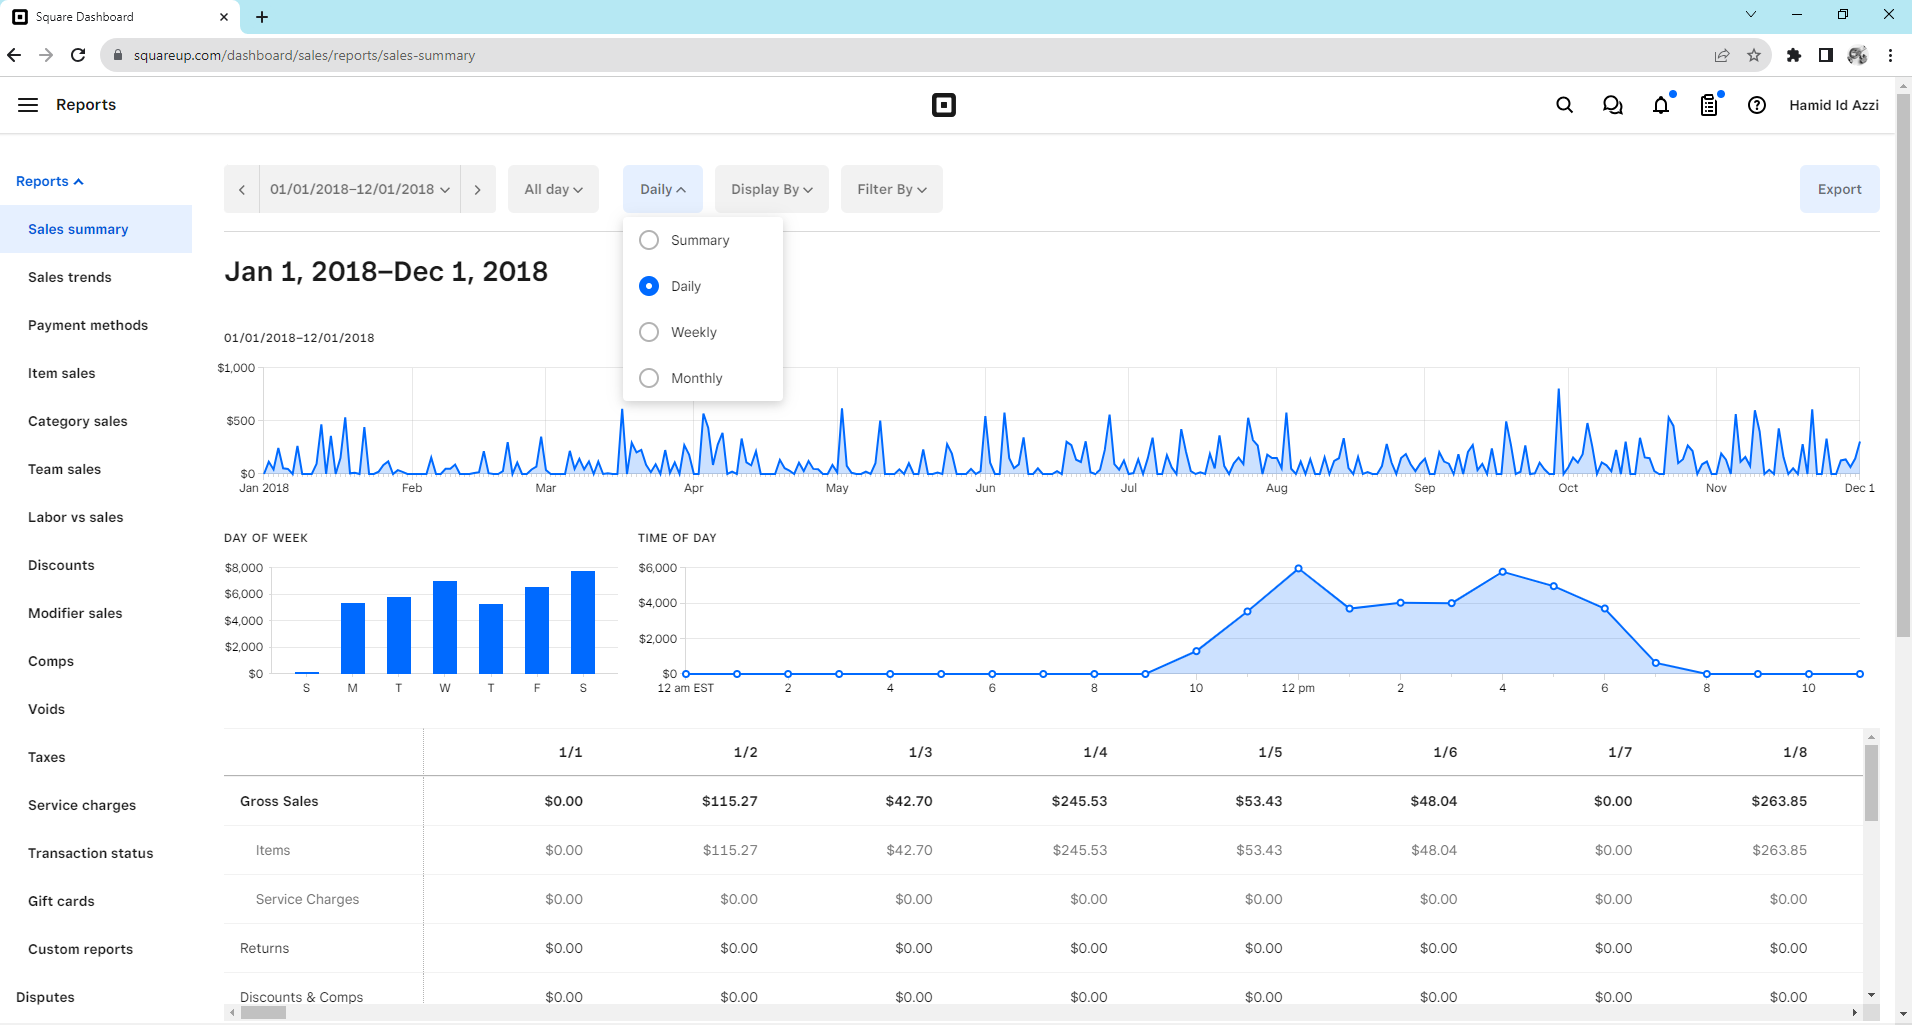 Square Dashboard
squareup.com/dashboard/sales/reports/sales-summary
Reports
Hamid Id Azzi
Reports
Sales summary
Sales trends
Payment methods
Item sales
Category sales
Team sales
Labor vs sales
Discounts
Modifier sales
Comps
Voids
Taxes
Service charges
Transaction status
Gift cards
Custom reports
Disputes
01/01/2018–12/01/2018
All day
Daily
Display By
Filter By
Export
Summary
Daily
Weekly
Monthly
Jan 1, 2018–Dec 1, 2018
01/01/2018–12/01/2018
$1,000
$500
$0
Jan 2018 Feb Mar Apr May Jun Jul Aug Sep Oct Nov Dec 1
DAY OF WEEK
$8,000
$6,000
$4,000
$2,000
$0
S M T W T F S
TIME OF DAY
$6,000
$4,000
$2,000
$0
12 am EST 2 4 6 8 10 12 pm 2 4 6 8 10
1/1 1/2 1/3 1/4 1/5 1/6 1/7 1/8
Gross Sales $0.00 $115.27 $42.70 $245.53 $53.43 $48.04 $0.00 $263.85
Items $0.00 $115.27 $42.70 $245.53 $53.43 $48.04 $0.00 $263.85
Service Charges $0.00 $0.00 $0.00 $0.00 $0.00 $0.00 $0.00 $0.00
Returns $0.00 $0.00 $0.00 $0.00 $0.00 $0.00 $0.00 $0.00
Discounts & Comps $0.00 $0.00 $0.00 $0.00 $0.00 $0.00 $0.00 $0.00